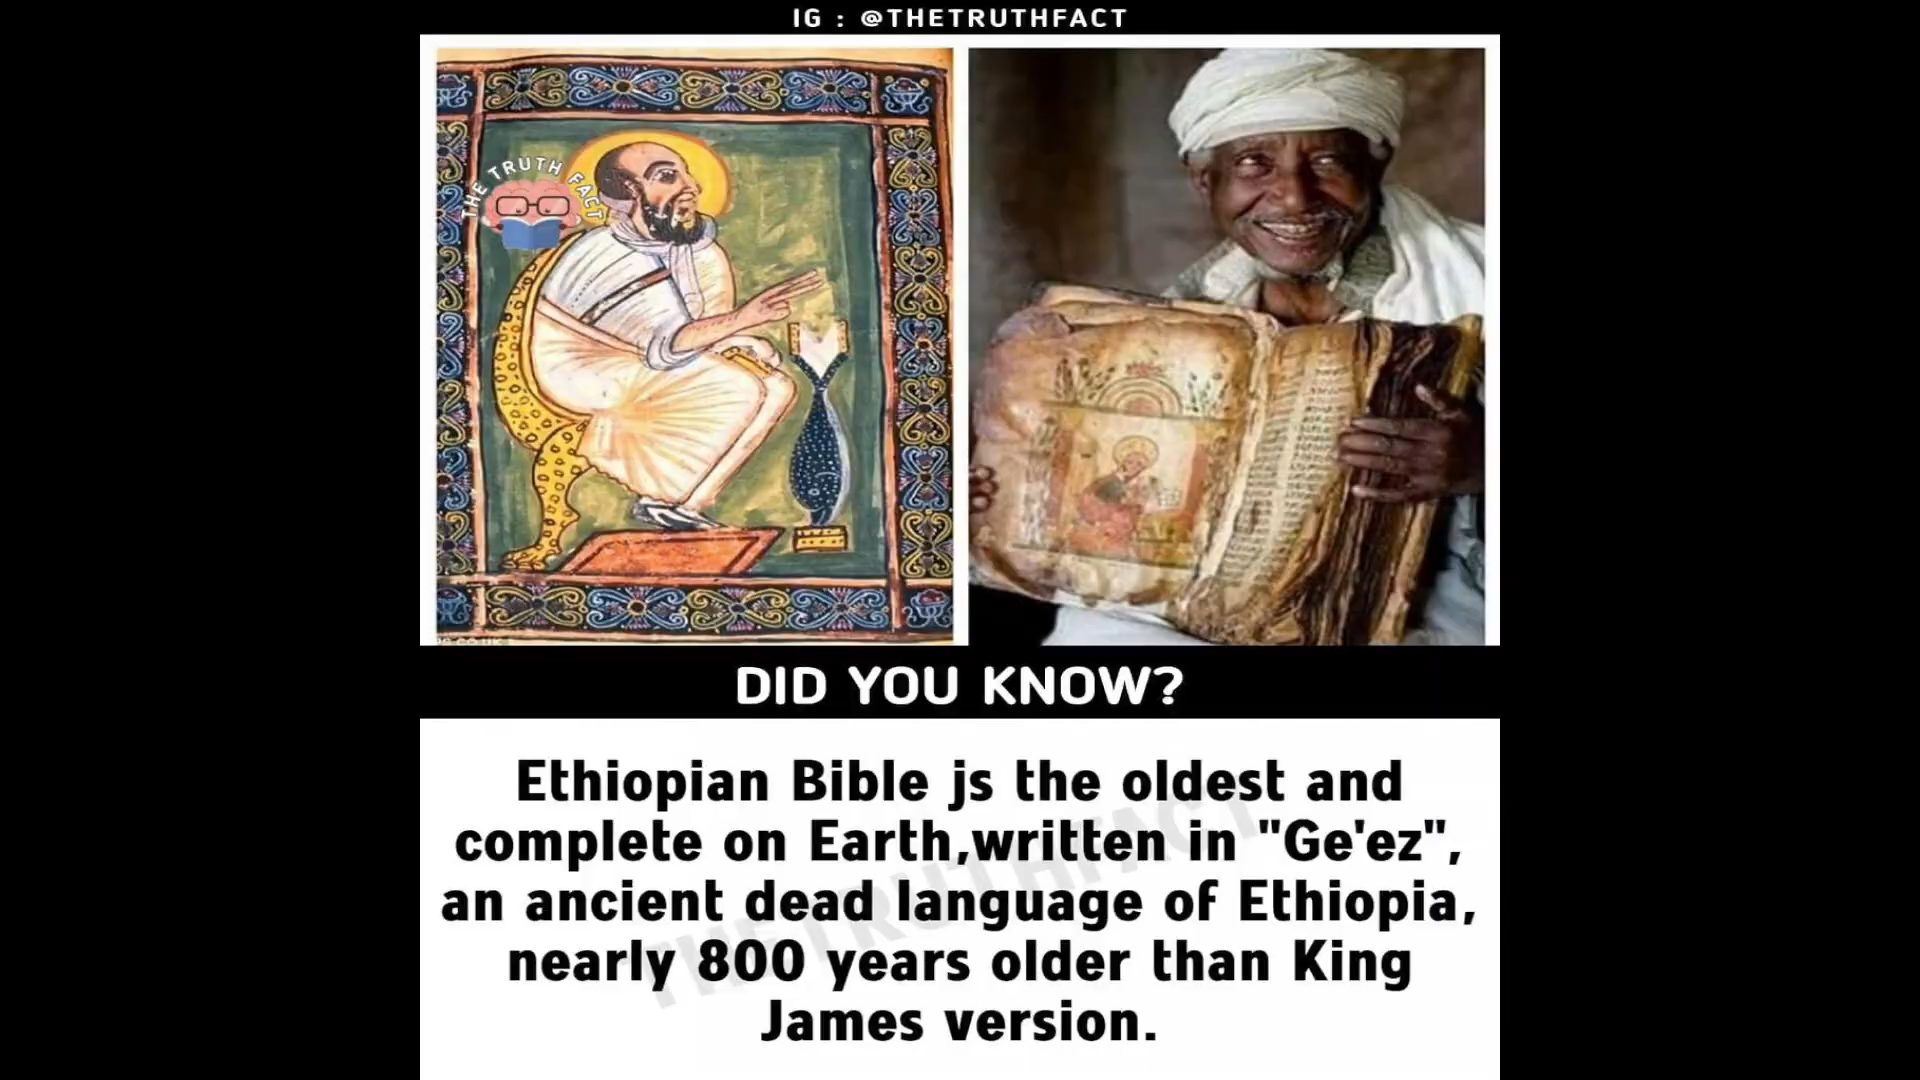 IG : @THETRUTHFACT
THE TRUTH FACT
DID YOU KNOW?
Ethiopian Bible js the oldest and
complete on Earth,written in "Ge'ez",
an ancient dead language of Ethiopia,
nearly 800 years older than King
James version.
THETRUTHFACT